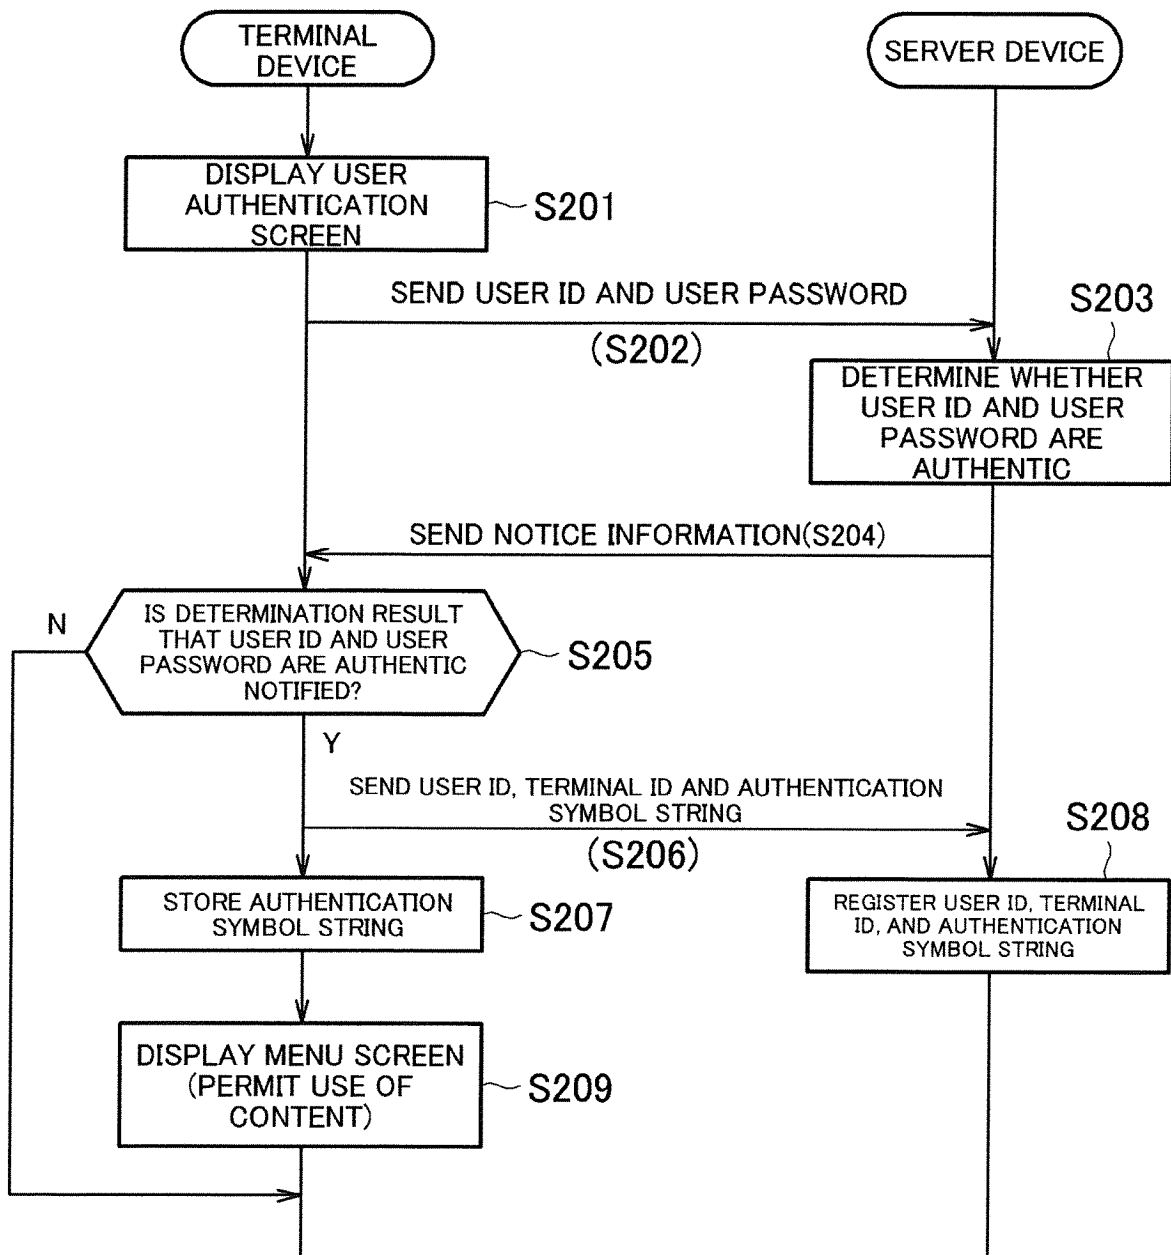 TERMINAL
DEVICE
SERVER DEVICE
DISPLAY USER
AUTHENTICATION
SCREEN
S201
SEND USER ID AND USER PASSWORD
(S202)
S203
DETERMINE WHETHER
USER ID AND USER
PASSWORD ARE
AUTHENTIC
SEND NOTICE INFORMATION(S204)
N
IS DETERMINATION RESULT
THAT USER ID AND USER
PASSWORD ARE AUTHENTIC
NOTIFIED?
S205
Y
SEND USER ID, TERMINAL ID AND AUTHENTICATION
SYMBOL STRING
(S206)
S208
STORE AUTHENTICATION
SYMBOL STRING
S207
REGISTER USER ID, TERMINAL
ID, AND AUTHENTICATION
SYMBOL STRING
DISPLAY MENU SCREEN
(PERMIT USE OF
CONTENT)
S209